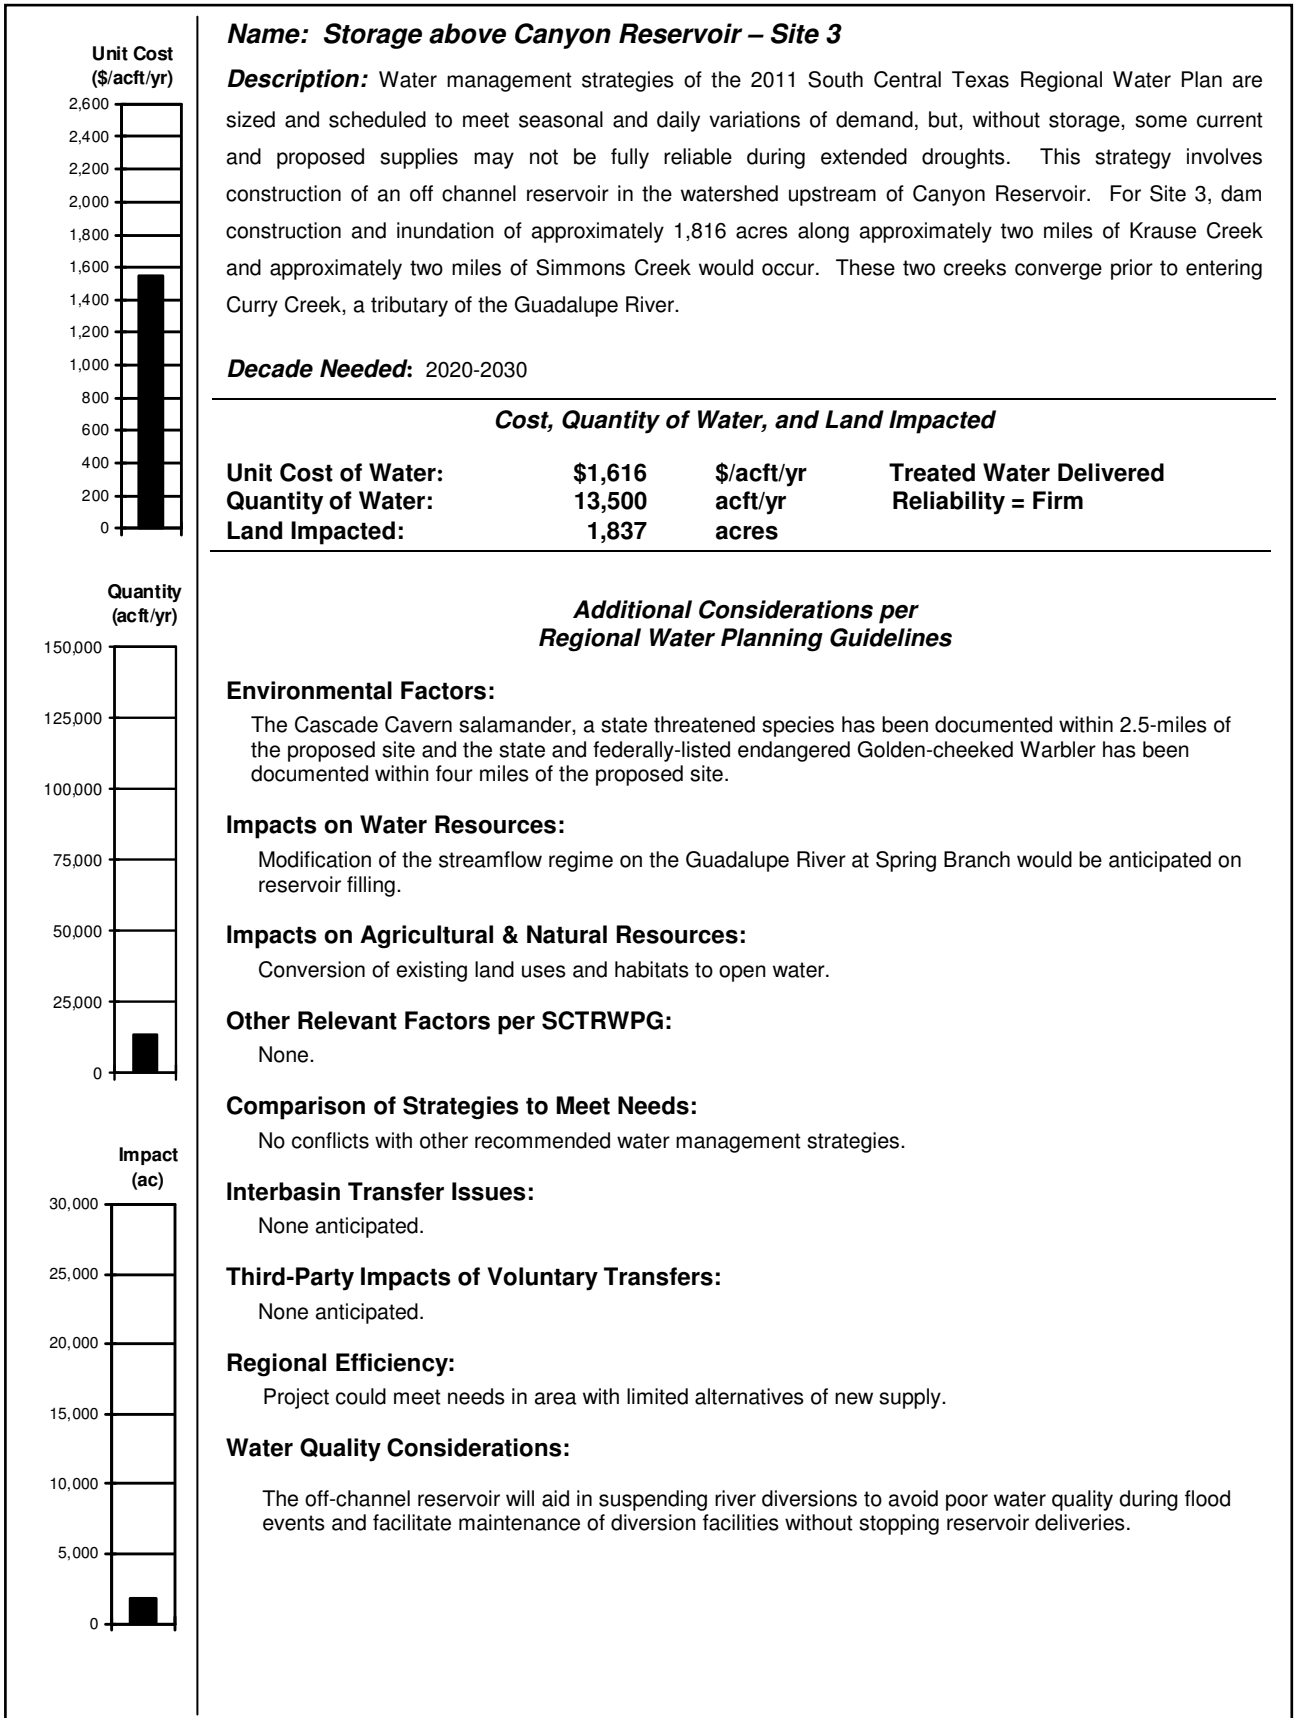 Unit Cost
($/acft/yr)
2,600
2,400
2,200
2,000
1,800
1,600
1,400
1,200
1,000
800
600
400
200
0
Quantity
(acft/yr)
150,000
125,000
100,000
75,000
50,000
25,000
0
Impact
(ac)
30,000
25,000
20,000
15,000
10,000
5,000
0
Name: Storage above Canyon Reservoir – Site 3
Description: Water management strategies of the 2011 South Central Texas Regional Water Plan are
sized and scheduled to meet seasonal and daily variations of demand, but, without storage, some current
and proposed supplies may not be fully reliable during extended droughts. This strategy involves
construction of an off channel reservoir in the watershed upstream of Canyon Reservoir. For Site 3, dam
construction and inundation of approximately 1,816 acres along approximately two miles of Krause Creek
and approximately two miles of Simmons Creek would occur. These two creeks converge prior to entering
Curry Creek, a tributary of the Guadalupe River.
Decade Needed: 2020-2030
Cost, Quantity of Water, and Land Impacted
Unit Cost of Water: $1,616 $/acft/yr Treated Water Delivered
Quantity of Water: 13,500 acft/yr Reliability = Firm
Land Impacted: 1,837 acres
Additional Considerations per
Regional Water Planning Guidelines
Environmental Factors:
The Cascade Cavern salamander, a state threatened species has been documented within 2.5-miles of
the proposed site and the state and federally-listed endangered Golden-cheeked Warbler has been
documented within four miles of the proposed site.
Impacts on Water Resources:
Modification of the streamflow regime on the Guadalupe River at Spring Branch would be anticipated on
reservoir filling.
Impacts on Agricultural & Natural Resources:
Conversion of existing land uses and habitats to open water.
Other Relevant Factors per SCTRWPG:
None.
Comparison of Strategies to Meet Needs:
No conflicts with other recommended water management strategies.
Interbasin Transfer Issues:
None anticipated.
Third-Party Impacts of Voluntary Transfers:
None anticipated.
Regional Efficiency:
Project could meet needs in area with limited alternatives of new supply.
Water Quality Considerations:
The off-channel reservoir will aid in suspending river diversions to avoid poor water quality during flood
events and facilitate maintenance of diversion facilities without stopping reservoir deliveries.